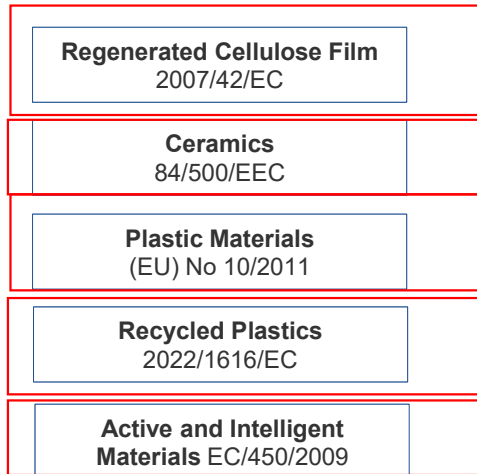 Regenerated Cellulose Film
2007/42/EC
Ceramics
84/500/EEC
Plastic Materials
(EU) No 10/2011
Recycled Plastics
2022/1616/EC
Active and Intelligent
Materials EC/450/2009